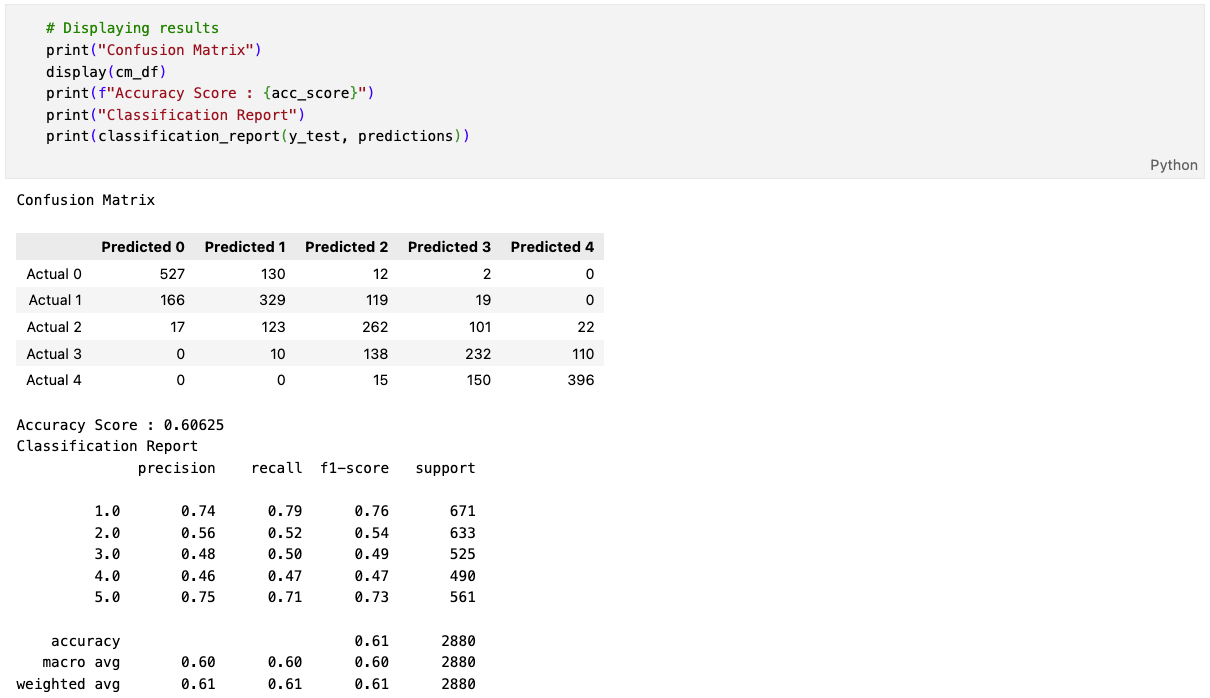 # Displaying results
print("Confusion Matrix")
display(cm_df)
print(f"Accuracy Score : {acc_score}")
print("Classification Report")
print(classification_report(y_test, predictions))
Python
Confusion Matrix
Predicted 0 Predicted 1 Predicted 2 Predicted 3 Predicted 4
Actual 0 527 130 12 2 0
Actual 1 166 329 119 19 0
Actual 2 17 123 262 101 22
Actual 3 0 10 138 232 110
Actual 4 0 0 15 150 396
Accuracy Score : 0.60625
Classification Report
precision recall f1-score support
1.0 0.74 0.79 0.76 671
2.0 0.56 0.52 0.54 633
3.0 0.48 0.50 0.49 525
4.0 0.46 0.47 0.47 490
5.0 0.75 0.71 0.73 561
accuracy 0.61 2880
macro avg 0.60 0.60 0.60 2880
weighted avg 0.61 0.61 0.61 2880